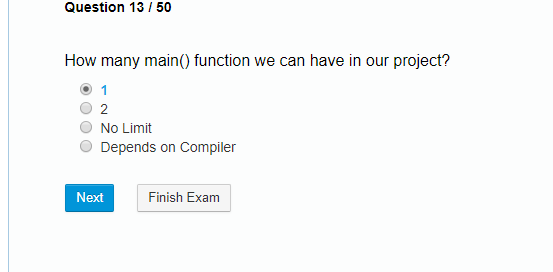 Question 13 / 50
How many main() function we can have in our project?
1
2
No Limit
Depends on Compiler
Next Finish Exam